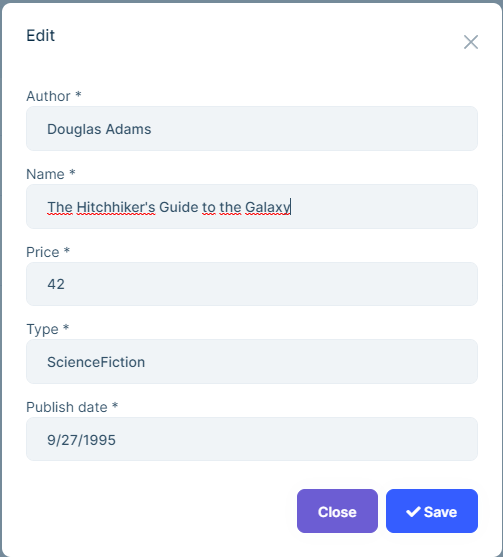 Edit
Author *
Douglas Adams
Name *
The Hitchhiker's Guide to the Galaxy
Price *
42
Type *
ScienceFiction
Publish date *
9/27/1995
Close
Save